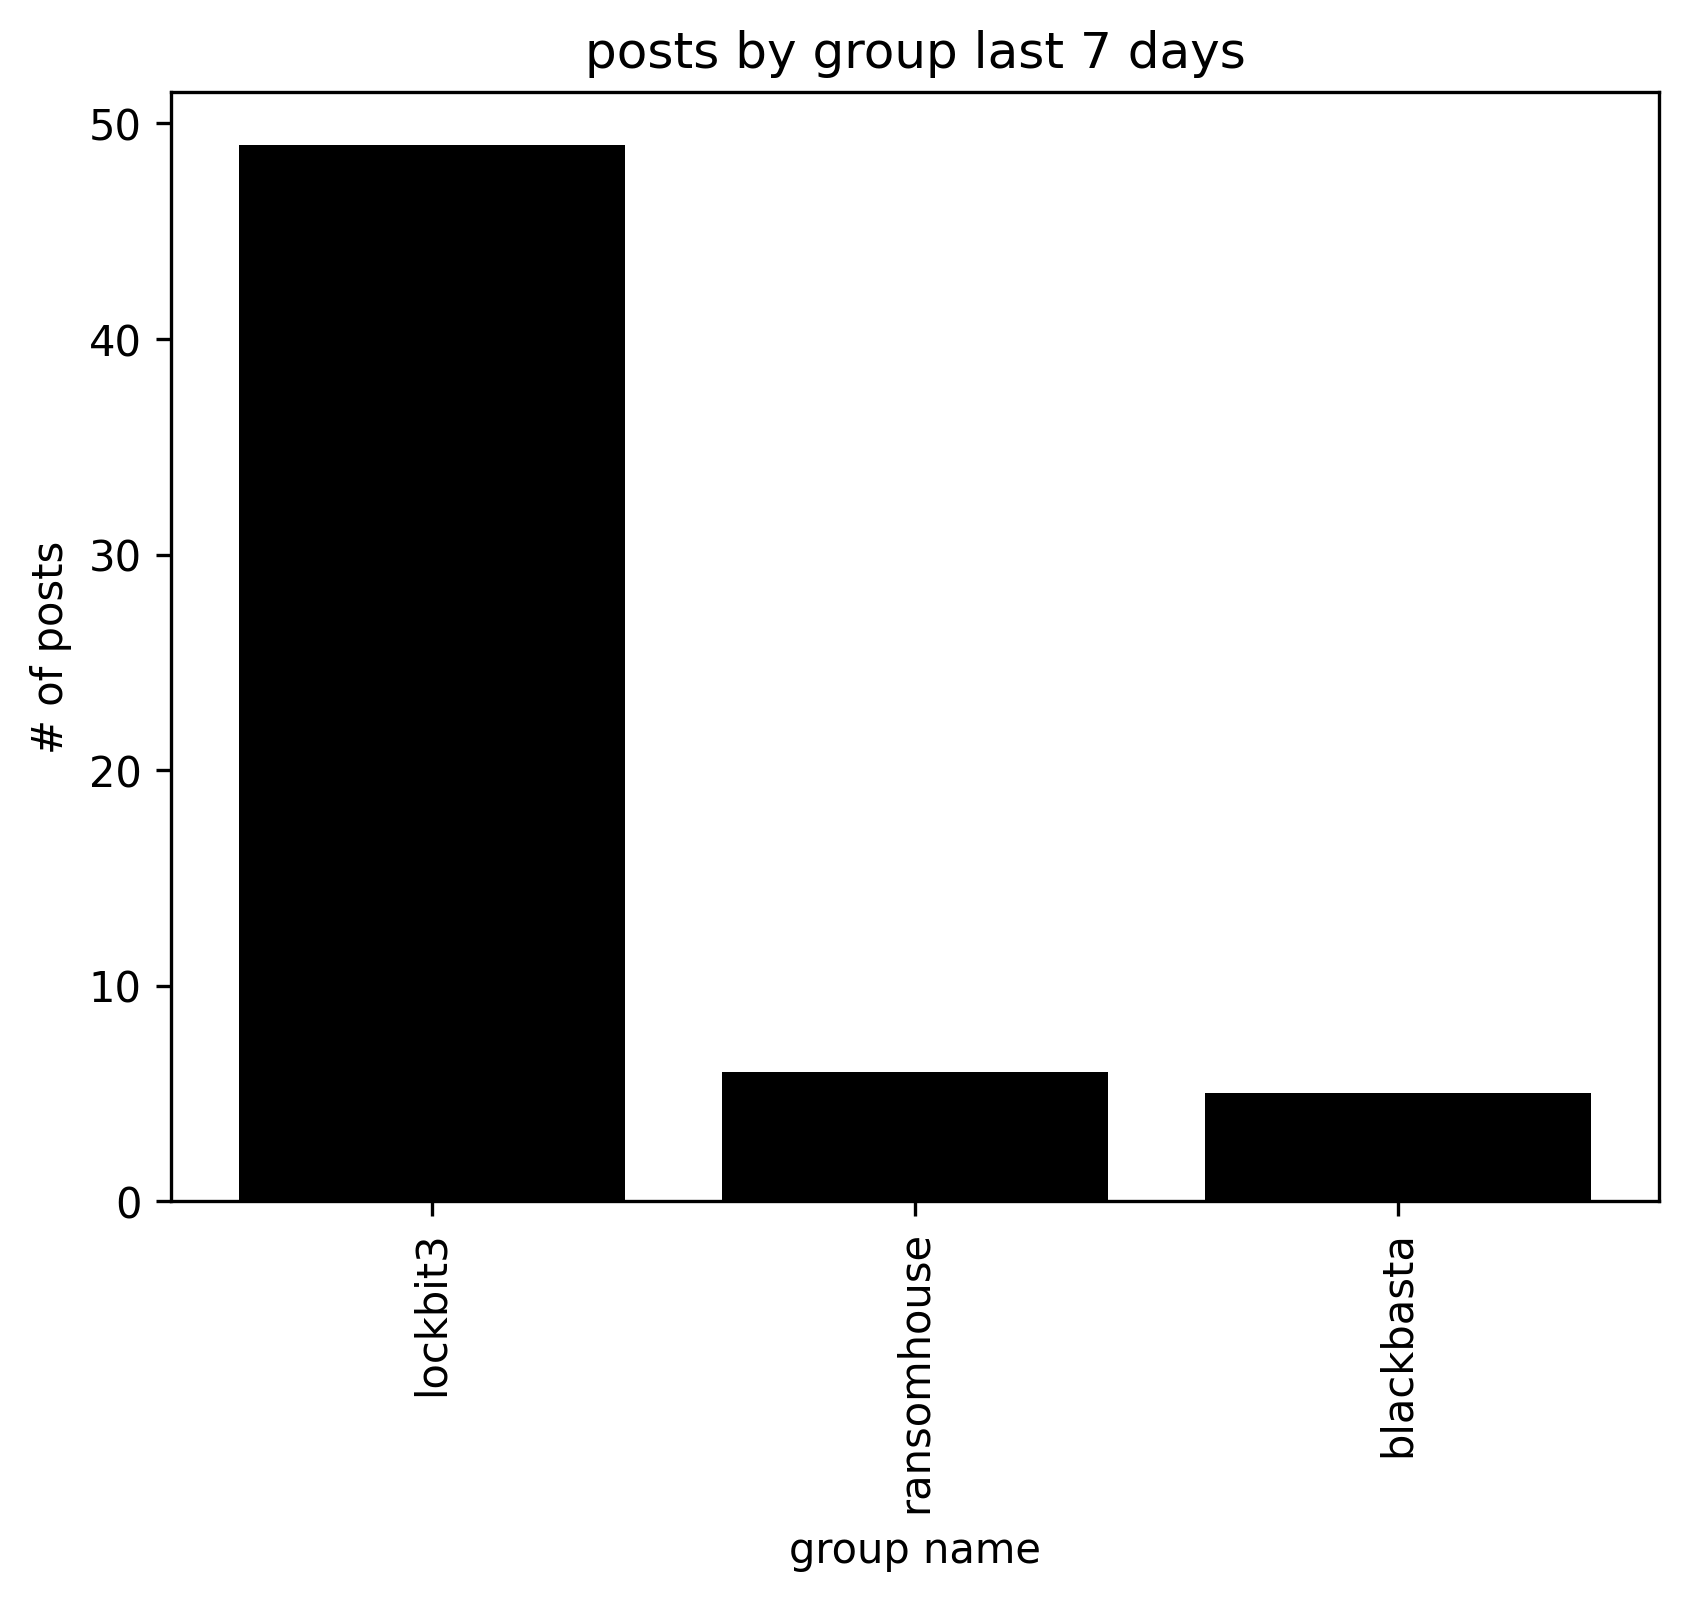 posts by group last 7 days
# of posts
50
40
30
20
10
0
lockbit3
ransomhouse
blackbasta
group name